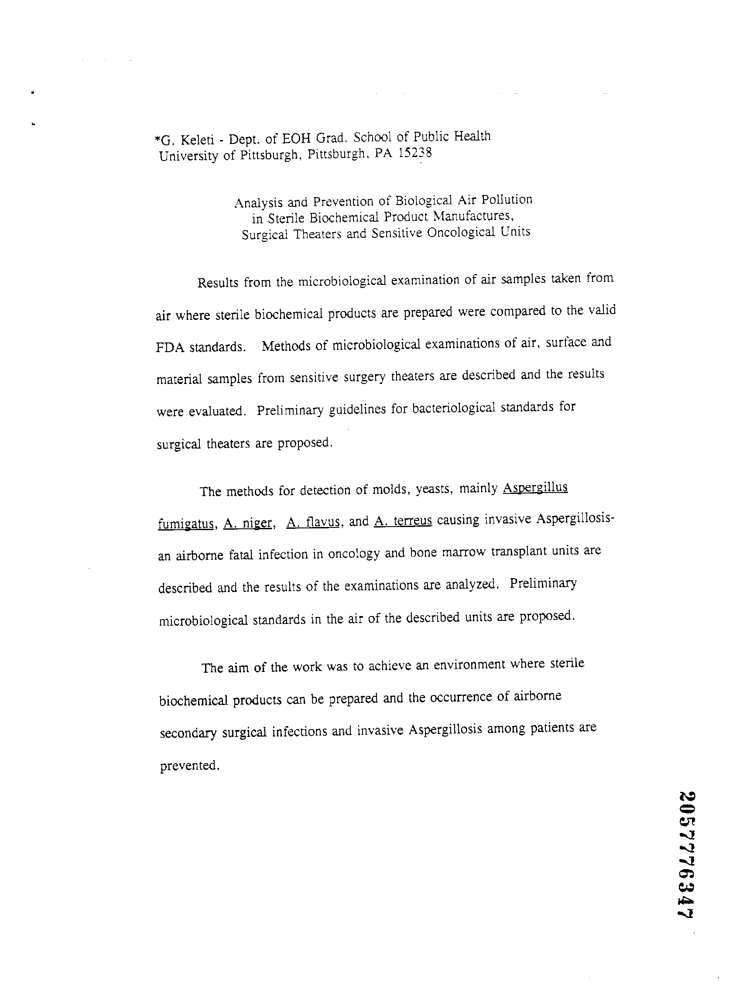 *G. Keleti - Dept. of EOH Grad. School of Public Health
University of Pittsburgh, Pittsburgh, PA 15238
Analysis and Prevention of Biological Air Pollution
in Sterile Biochemical Product Manufactures,
Surgical Theaters and Sensitive Oncological Units
Results from the microbiological examination of air samples taken from
air where sterile biochemical products are prepared were compared to the valid
FDA standards. Methods of microbiological examinations of air, surface and
material samples from sensitive surgery theaters are described and the results
were evaluated. Preliminary guidelines for bacteriological standards for
surgical theaters are proposed.
The methods for detection of molds, yeasts, mainly Aspergillus
fumigatus, A. niger, A. flavus, and A. terreus causing invasive Aspergillosis-
an airborne fatal infection in oncology and bone marrow transplant units are
described and the results of the examinations are analyzed. Preliminary
microbiological standards in the air of the described units are proposed.
The aim of the work was to achieve an environment where sterile
biochemical products can be prepared and the occurrence of airborne
secondary surgical infections and invasive Aspergillosis among patients are
prevented.
2057776347